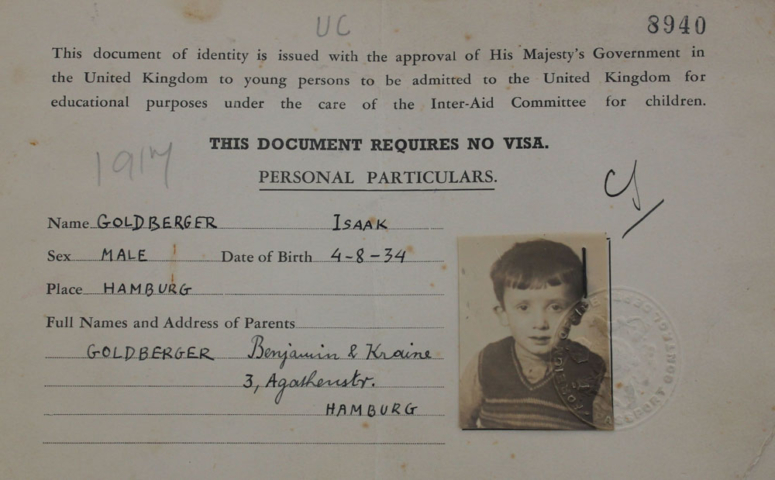 UC
8940
This document of identity is issued with the approval of His Majesty's Government in
the United Kingdom to young persons to be admitted to the United Kingdom for
educational purposes under the care of the Inter-Aid Committee for children.
THIS DOCUMENT REQUIRES NO VISA.
PERSONAL PARTICULARS.
Name GOLDBERGER ISAAK
Sex MALE Date of Birth 4-8-34
Place HAMBURG
Full Names and Address of Parents
GOLDBERGER Benjamin & Kraine
3, Agathenstr.
HAMBURG